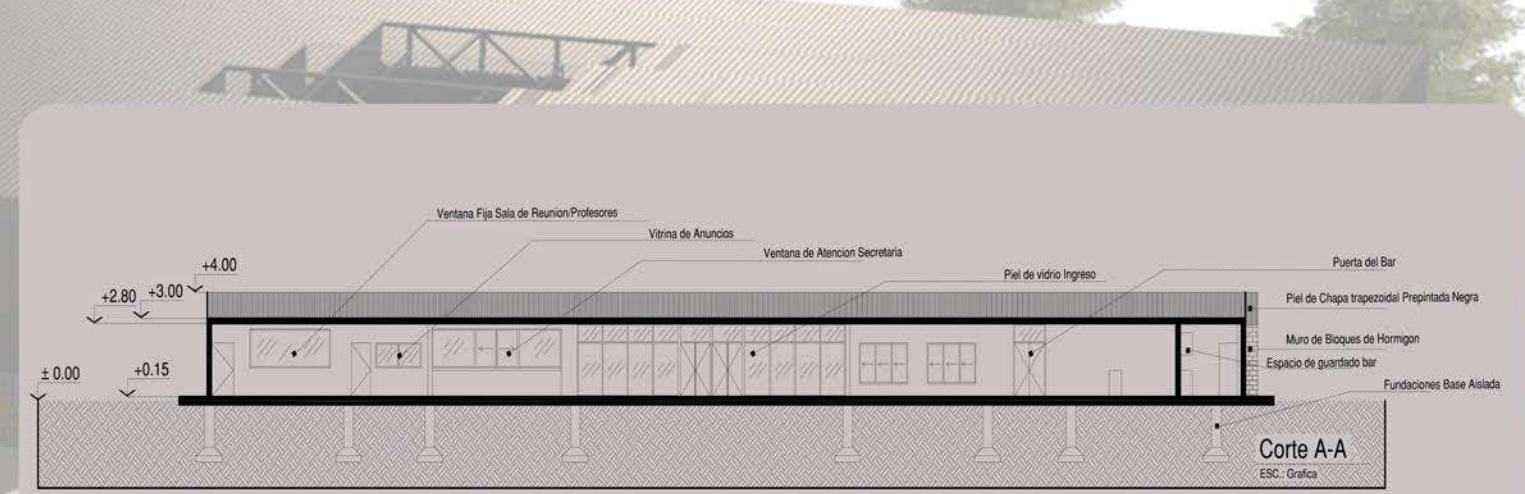 Ventana Fija Sala de Reunion/Profesores
Vitrina de Anuncios
Ventana de Atencion Secretaria
Piel de vidrio Ingreso
Puerta del Bar
+4.00
+2.80
+3.00
Piel de Chapa trapezoidal Prepintada Negra
Muro de Bloques de Hormigon
Espacio de guardado bar
± 0.00
+0.15
Fundaciones Base Aislada
Corte A-A
ESC.: Grafica